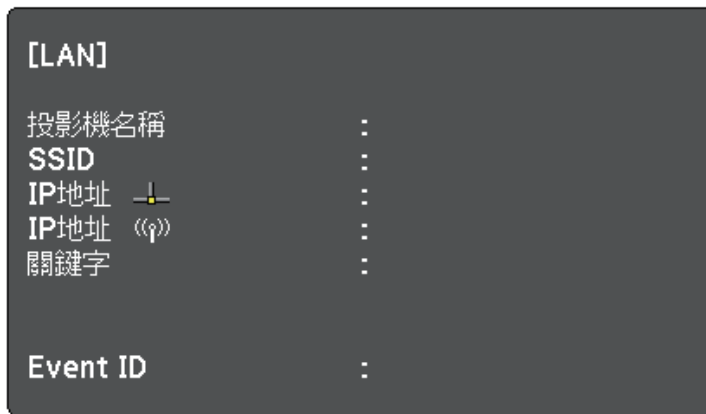 [LAN]
投影機名稱 :
SSID :
IP地址 :
IP地址 :
關鍵字 :
Event ID :